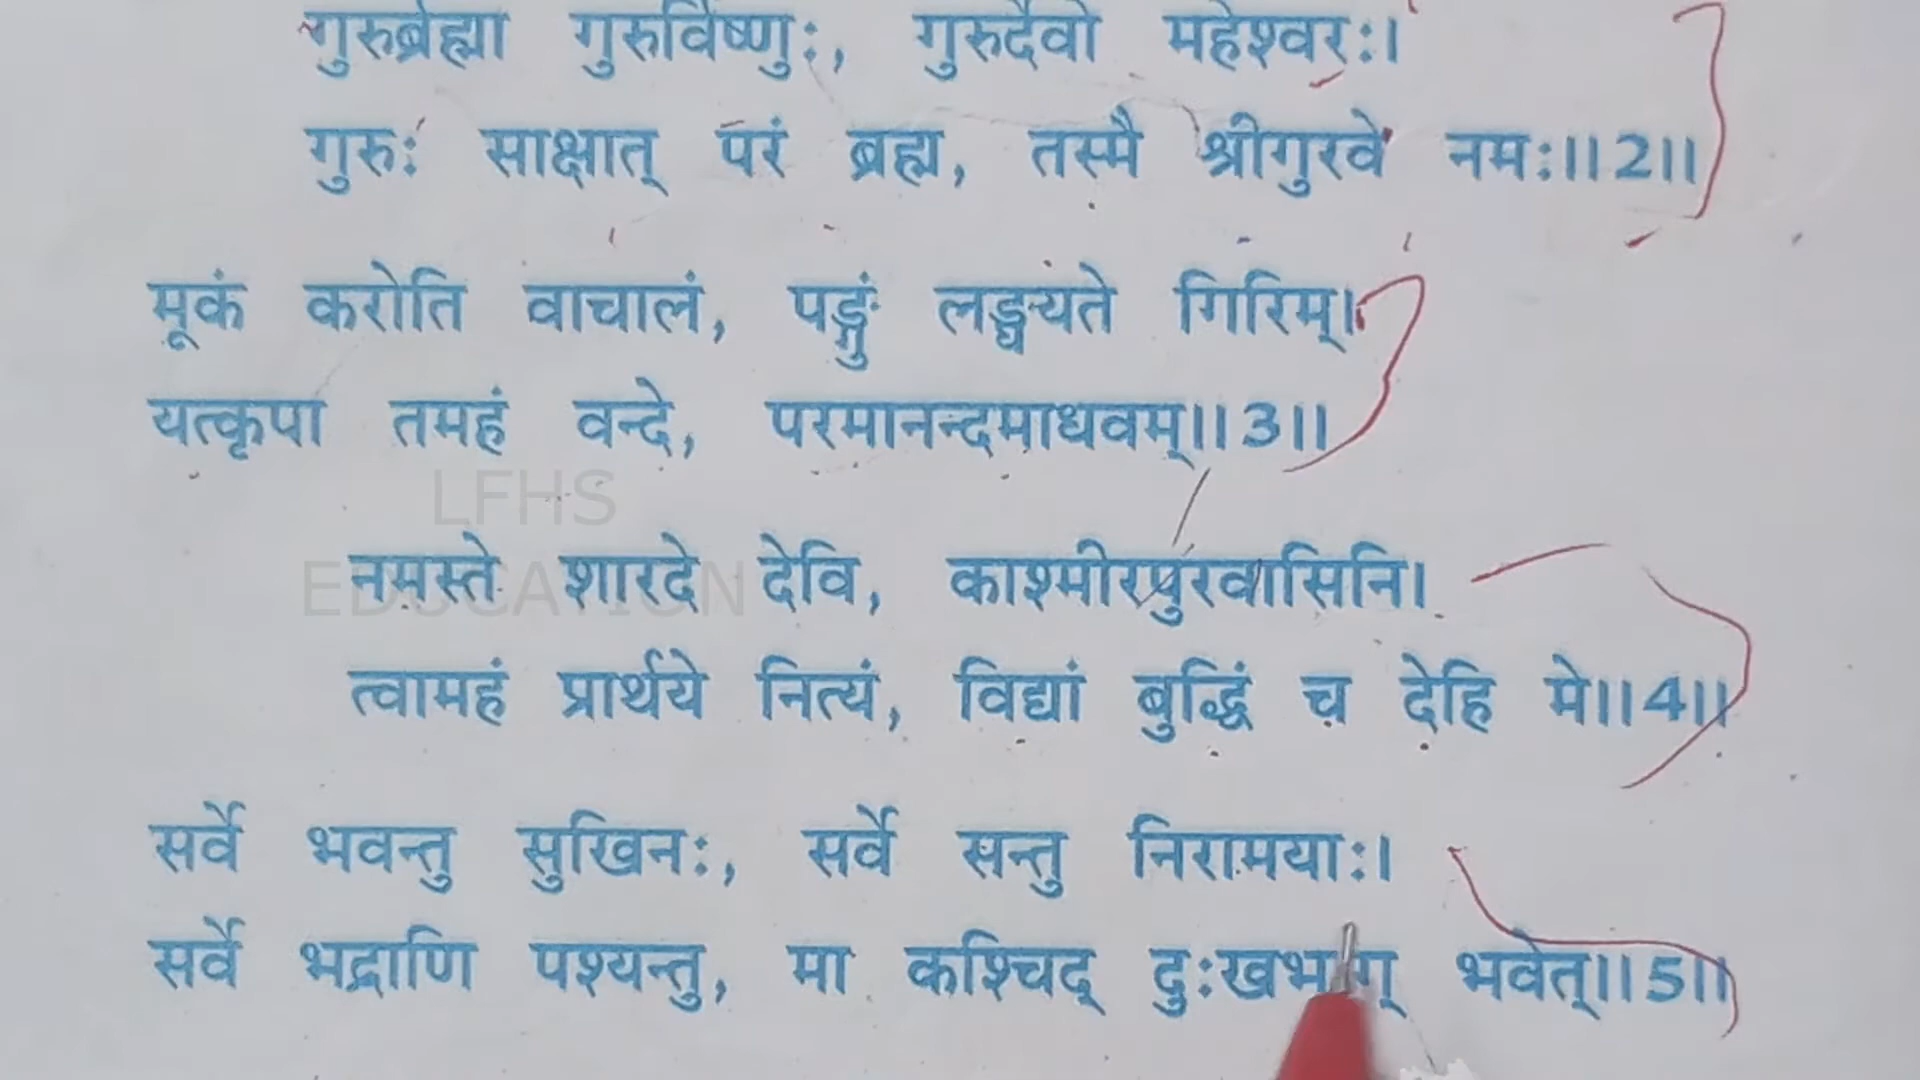 गुरुर्ब्रह्मा गुरुर्विष्णुः, गुरुर्देवो महेश्वरः।
गुरुः साक्षात् परं ब्रह्म, तस्मै श्रीगुरवे नमः॥2॥
मूकं करोति वाचालं, पङ्गुं लङ्घयते गिरिम्।
यत्कृपा तमहं वन्दे, परमानन्दमाधवम्॥3॥
LFHS
EDUCATION
नमस्ते शारदे देवि, काश्मीरपुरवासिनि।
त्वामहं प्रार्थये नित्यं, विद्यां बुद्धिं च देहि मे॥4॥
सर्वे भवन्तु सुखिनः, सर्वे सन्तु निरामयाः।
सर्वे भद्राणि पश्यन्तु, मा कश्चिद् दुःखभाग् भवेत्॥5॥